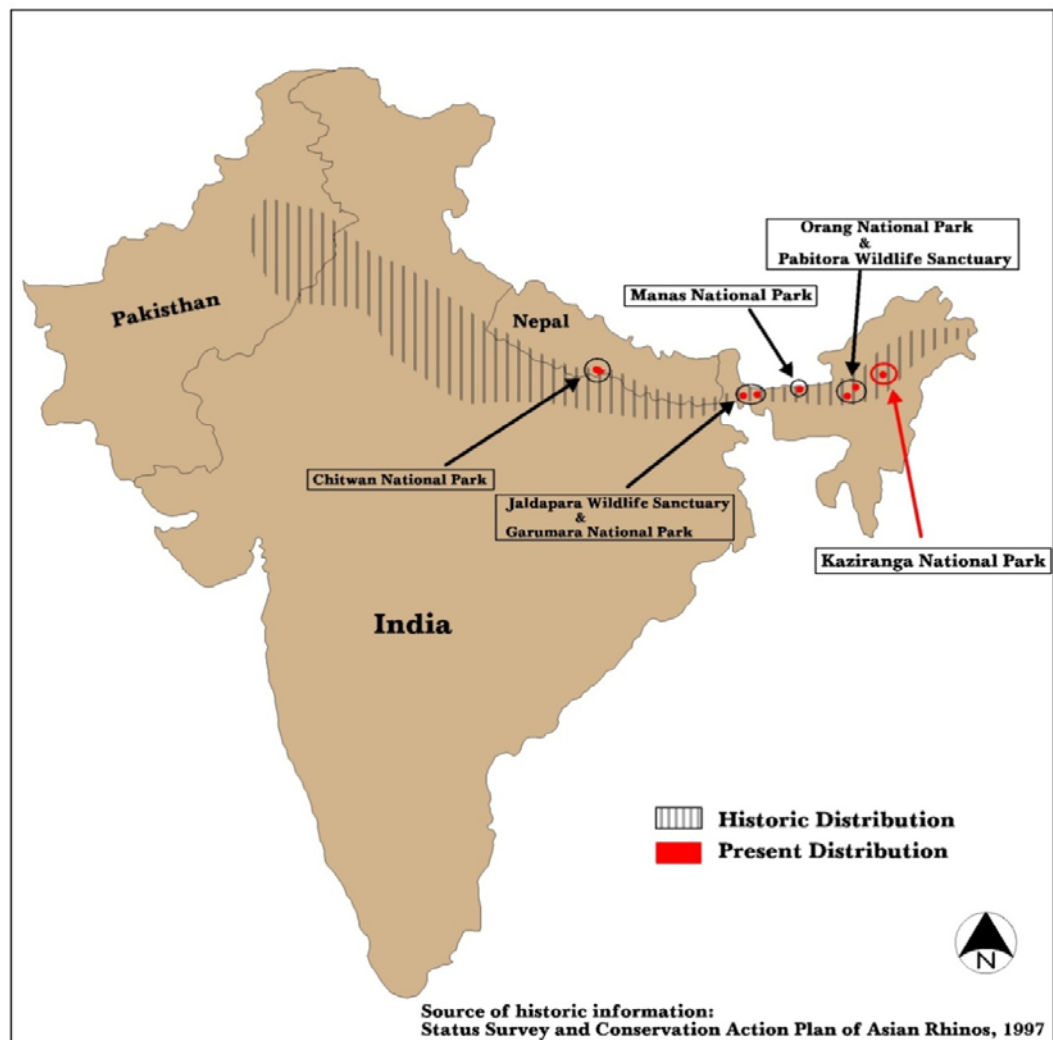 Orang National Park
&
Pabitora Wildlife Sanctuary
Manas National Park
Nepal
Pakisthan
Chitwan National Park
Jaldapara Wildlife Sanctuary
&
Garumara National Park
Kaziranga National Park
India
Historic Distribution
Present Distribution
N
Source of historic information:
Status Survey and Conservation Action Plan of Asian Rhinos, 1997